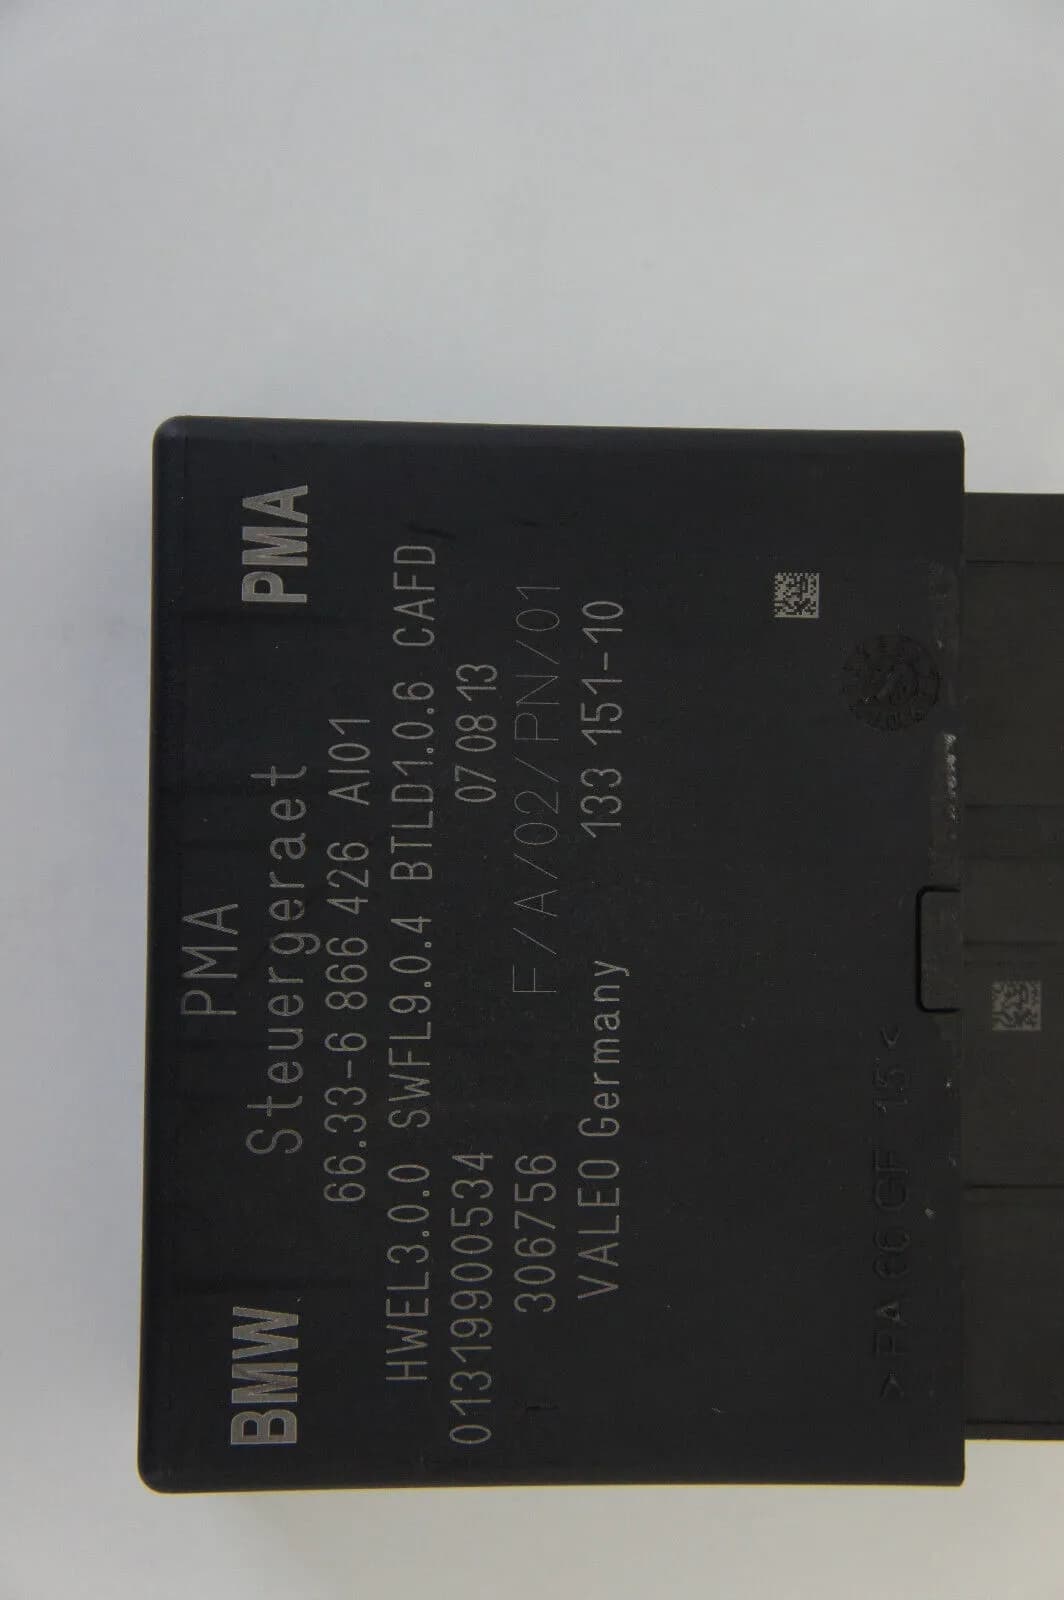 PMA
BMW Steuergeraet PMA
66.33-6 866 426 AI01
HWEL3.0.0 SWFL9.0.4 BTLD1.0.6 CAFD
01319900534 07 08 13
306756 F/A/02/PN/01
VALEO Germany 133 151-10
>PA 66 GF 15<